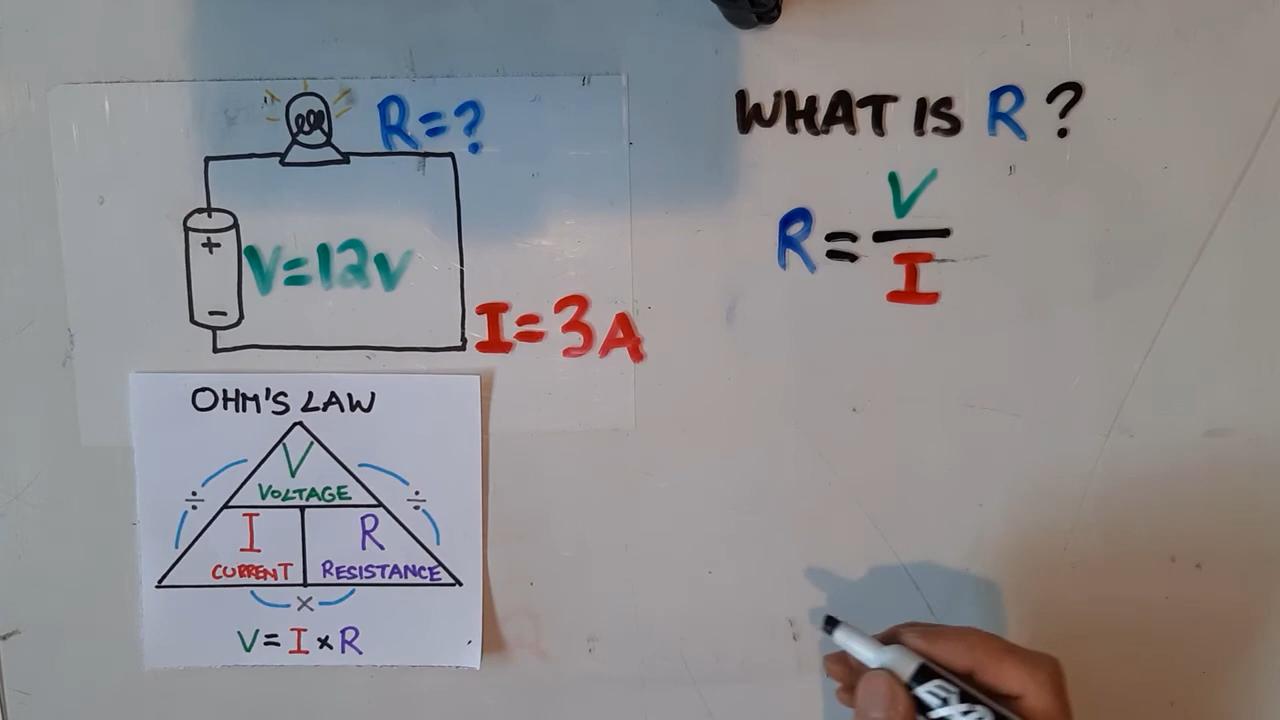 R=?
+
V=12V
-
I=3A
OHM'S LAW
V
VOLTAGE
÷ ÷
I R
CURRENT RESISTANCE
×
V=I×R
WHAT IS R?
R=V/I